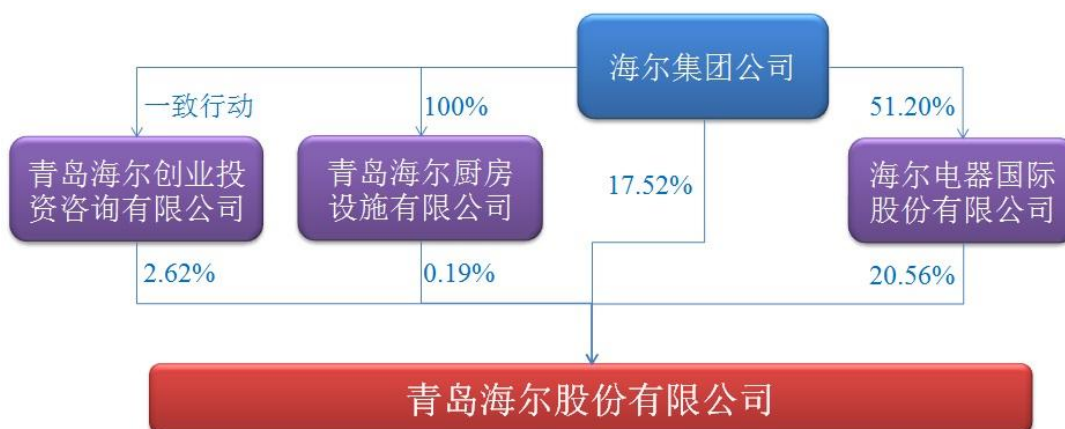 海尔集团公司
一致行动
100%
51.20%
青岛海尔创业投
资咨询有限公司
青岛海尔厨房
设施有限公司
17.52%
海尔电器国际
股份有限公司
2.62%
0.19%
20.56%
青岛海尔股份有限公司